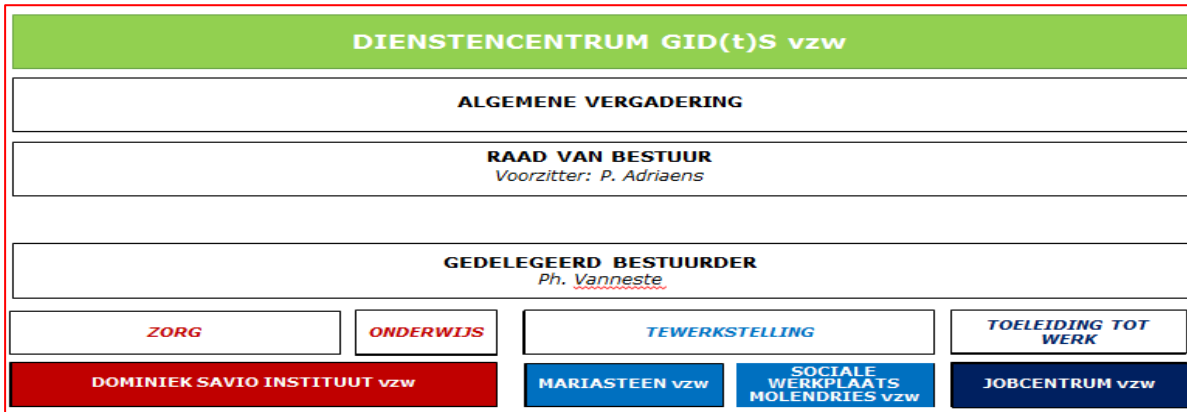 DIENSTENCENTRUM GID(t)S vzw
ALGEMENE VERGADERING
RAAD VAN BESTUUR
Voorzitter: P. Adriaens
GEDELEGEERD BESTUURDER
Ph. Vanneste
ZORG
ONDERWIJS
TEWERKSTELLING
TOELEIDING TOT
WERK
DOMINIEK SAVIO INSTITUUT vzw
MARIASTEEN vzw
SOCIALE
WERKPLAATS
MOLENDRIES vzw
JOBCENTRUM vzw